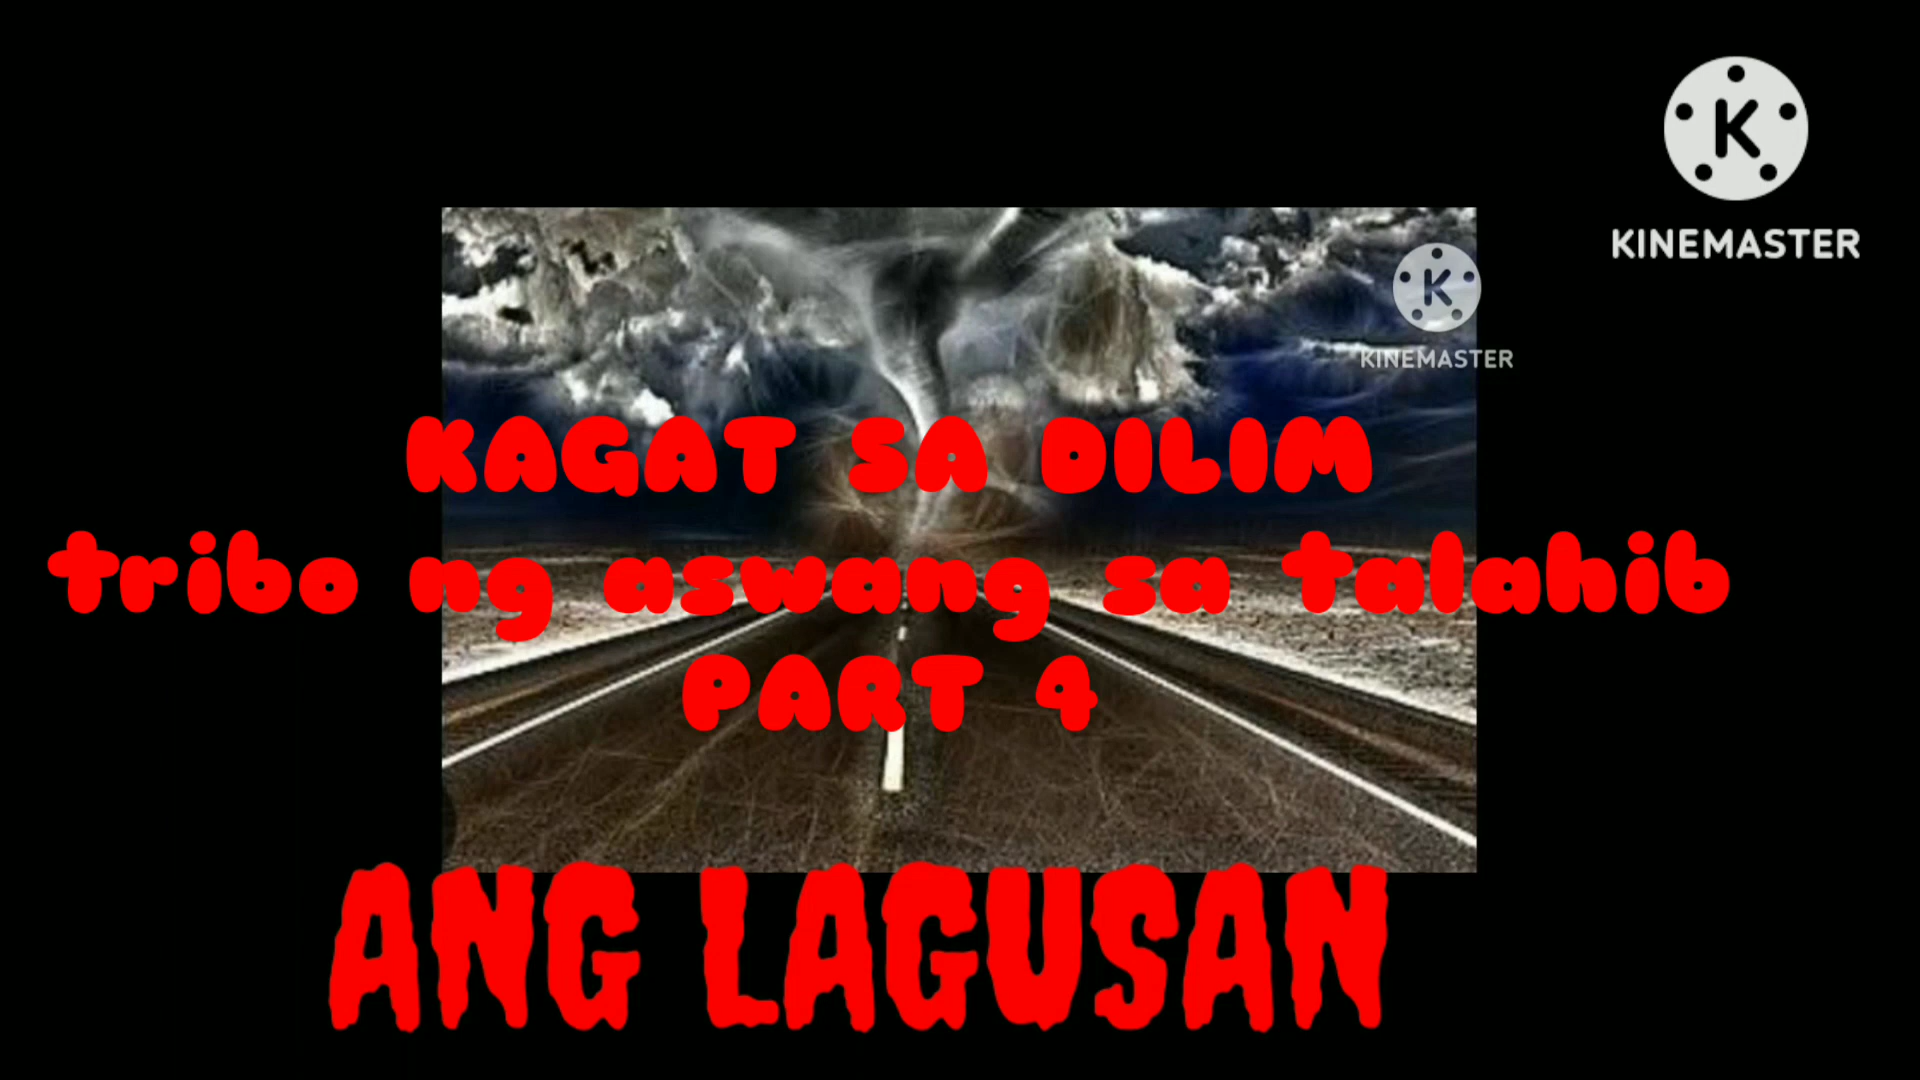 KINEMASTER
KINEMASTER
KAGAT SA DILIM
tribo ng aswang sa talahib
PART 4
ANG LAGUSAN